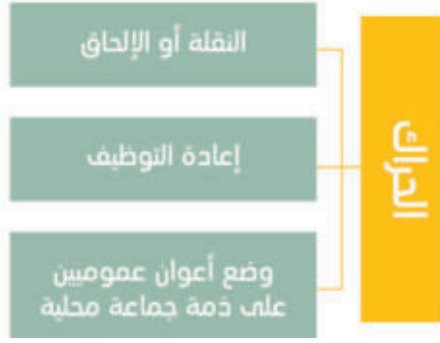 الحراك
النقلة أو الإلحاق
إعادة التوظيف
وضع أعوان عموميين
على ذمة جماعة محلية